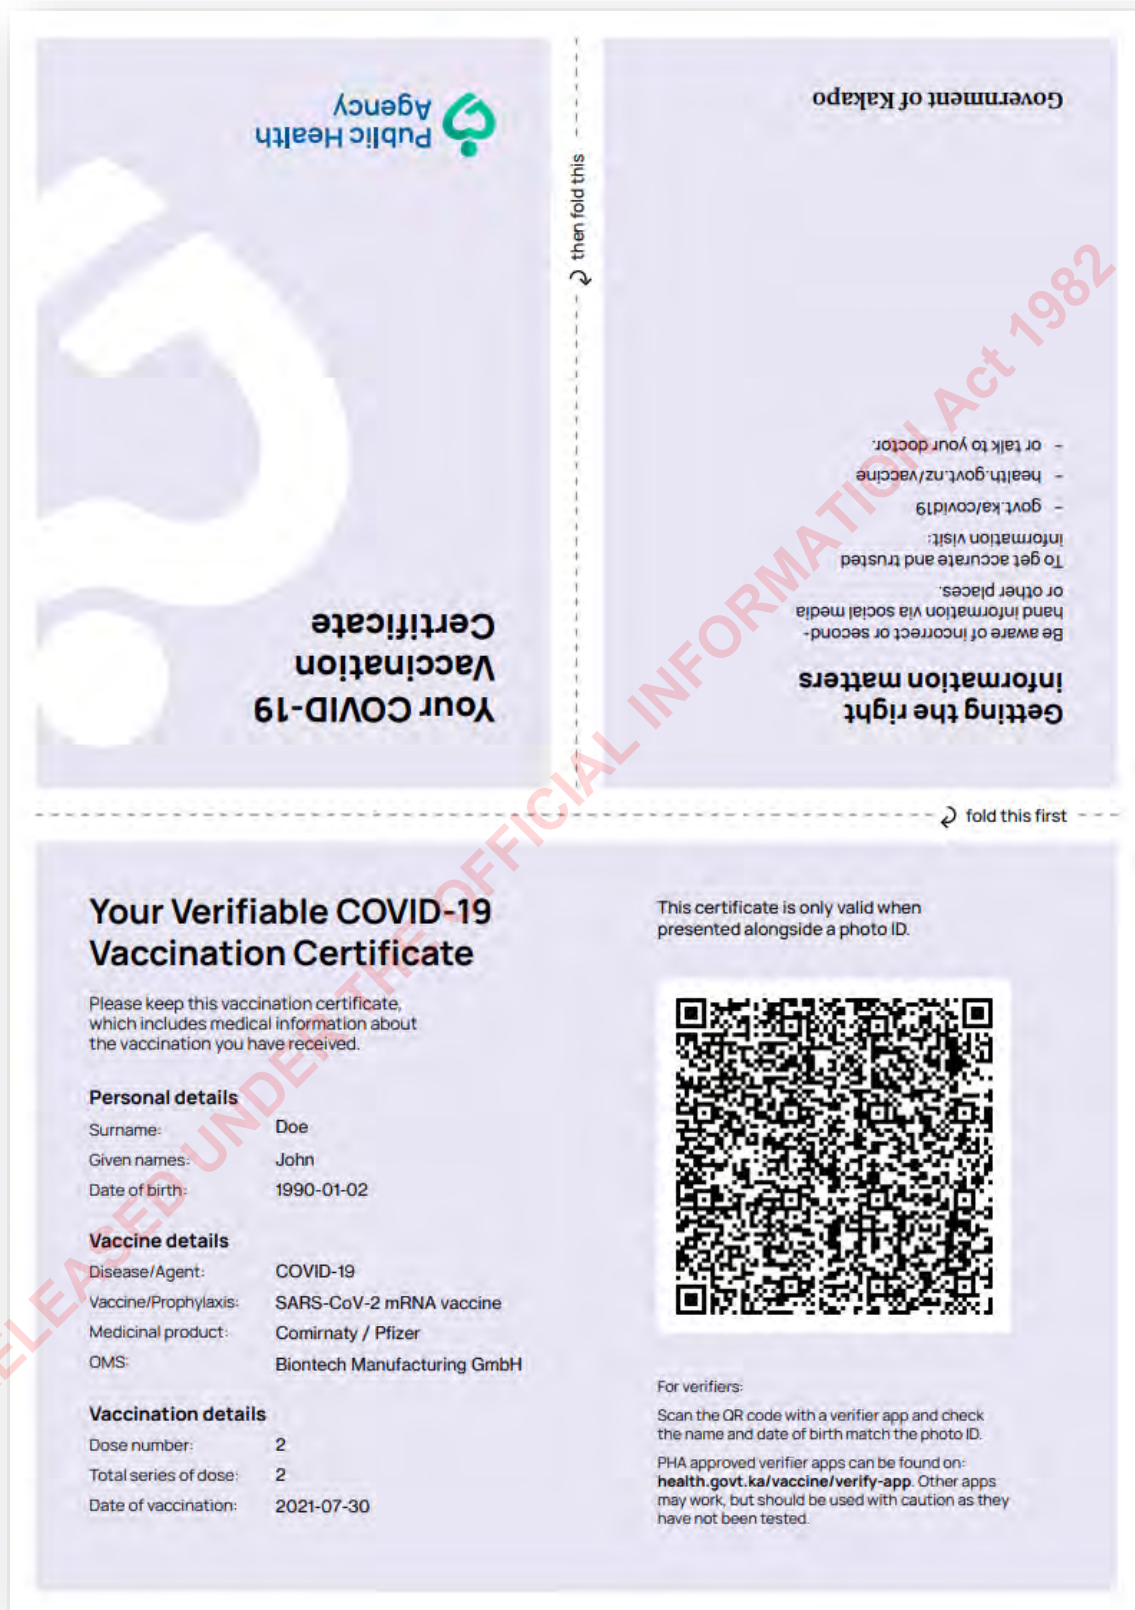 Public Health
Agency
Your COVID-19
Vaccination
Certificate
then fold this
Getting the right
information matters
Be aware of incorrect or second-
hand information via social media
or other places.
To get accurate and trusted
information visit:
- govt.ka/covid19
- health.govt.nz/vaccine
- or talk to your doctor.
Government of Kakapo
fold this first
Your Verifiable COVID-19
Vaccination Certificate
Please keep this vaccination certificate,
which includes medical information about
the vaccination you have received.
Personal details
Surname: Doe
Given names: John
Date of birth: 1990-01-02
Vaccine details
Disease/Agent: COVID-19
Vaccine/Prophylaxis: SARS-CoV-2 mRNA vaccine
Medicinal product: Comirnaty / Pfizer
OMS: Biontech Manufacturing GmbH
Vaccination details
Dose number: 2
Total series of dose: 2
Date of vaccination: 2021-07-30
This certificate is only valid when
presented alongside a photo ID.
For verifiers:
Scan the QR code with a verifier app and check
the name and date of birth match the photo ID.
PHA approved verifier apps can be found on:
health.govt.ka/vaccine/verify-app. Other apps
may work, but should be used with caution as they
have not been tested.
ELEASED UNDER THE OFFICIAL INFORMATION Act 1982